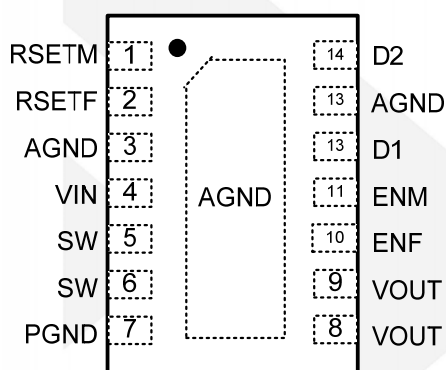 RSETM 1 14 D2
RSETF 2 13 AGND
AGND 3 13 D1
VIN 4 AGND 11 ENM
SW 5 10 ENF
SW 6 9 VOUT
PGND 7 8 VOUT